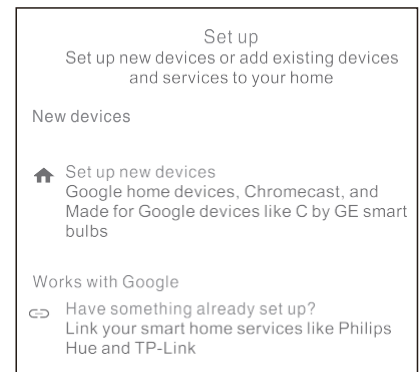 Set up
Set up new devices or add existing devices
and services to your home
New devices
Set up new devices
Google home devices, Chromecast, and
Made for Google devices like C by GE smart
bulbs
Works with Google
Have something already set up?
Link your smart home services like Philips
Hue and TP-Link